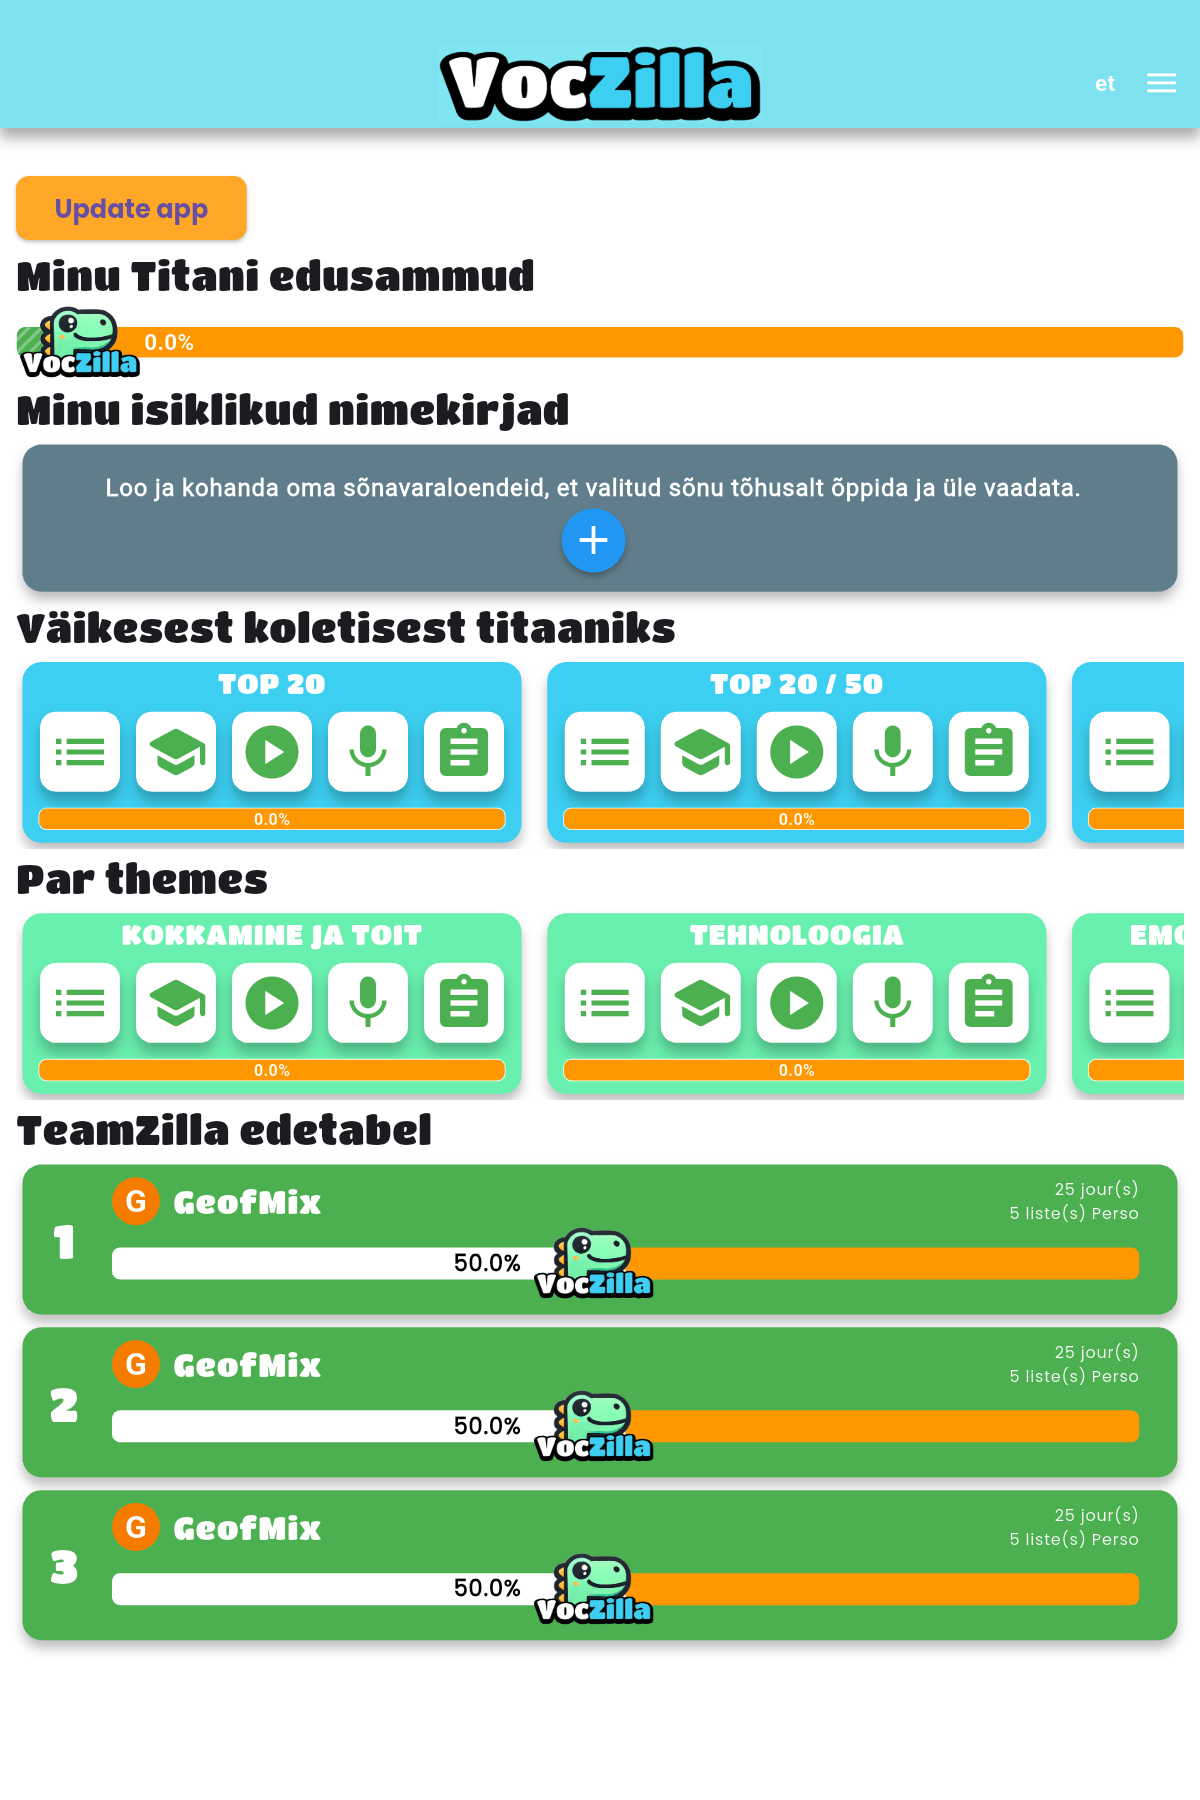 VocZilla
et
Update app
Minu Titani edusammud
0.0%
VocZilla
Minu isiklikud nimekirjad
Loo ja kohanda oma sõnavaraloendeid, et valitud sõnu tõhusalt õppida ja üle vaadata.
Väikesest koletisest titaaniks
TOP 20
TOP 20 / 50
0.0%
0.0%
Par themes
KOKKAMINE JA TOIT
TEHNOLOOGIA
EMO
0.0%
0.0%
TeamZilla edetabel
1
G
GeofMix
25 jour(s)
5 liste(s) Perso
50.0%
VocZilla
2
G
GeofMix
25 jour(s)
5 liste(s) Perso
50.0%
VocZilla
3
G
GeofMix
25 jour(s)
5 liste(s) Perso
50.0%
VocZilla